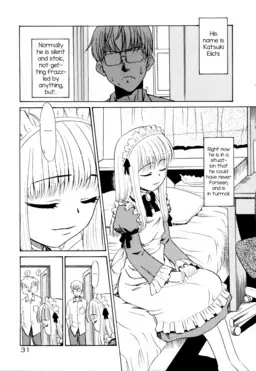 His
name is
Katsuki
Eiichi
Normally
he is silent
and stoic,
not get-
ting Frazz-
led by
anything,
but...
Right now
he is in a
situat-
ion that
he could
have never
forseen,
and is
in turmoil.
31